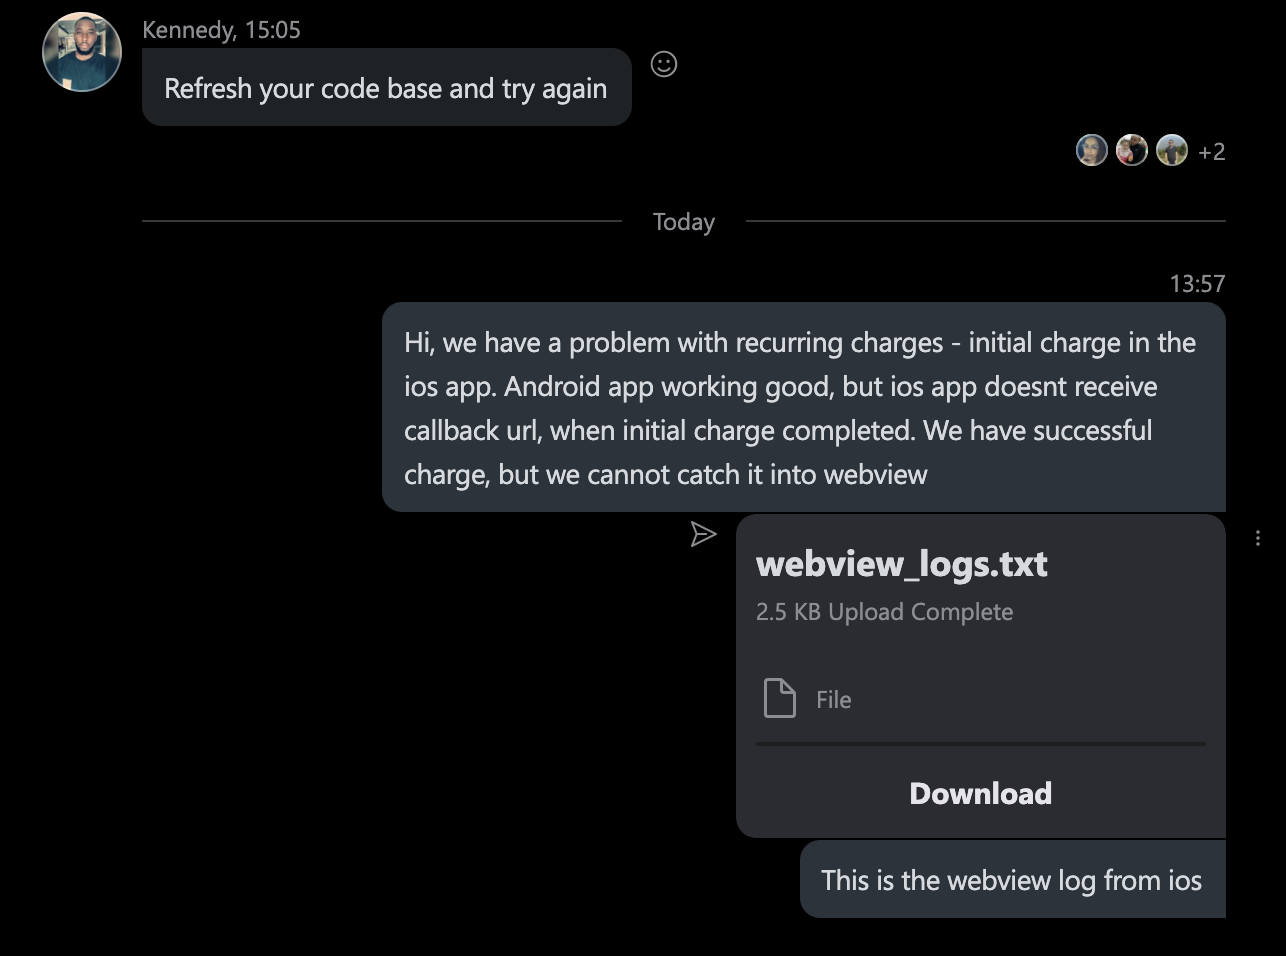 Kennedy, 15:05
Refresh your code base and try again
+2
Today
13:57
Hi, we have a problem with recurring charges - initial charge in the
ios app. Android app working good, but ios app doesnt receive
callback url, when initial charge completed. We have successful
charge, but we cannot catch it into webview
webview_logs.txt
2.5 KB Upload Complete
File
Download
This is the webview log from ios